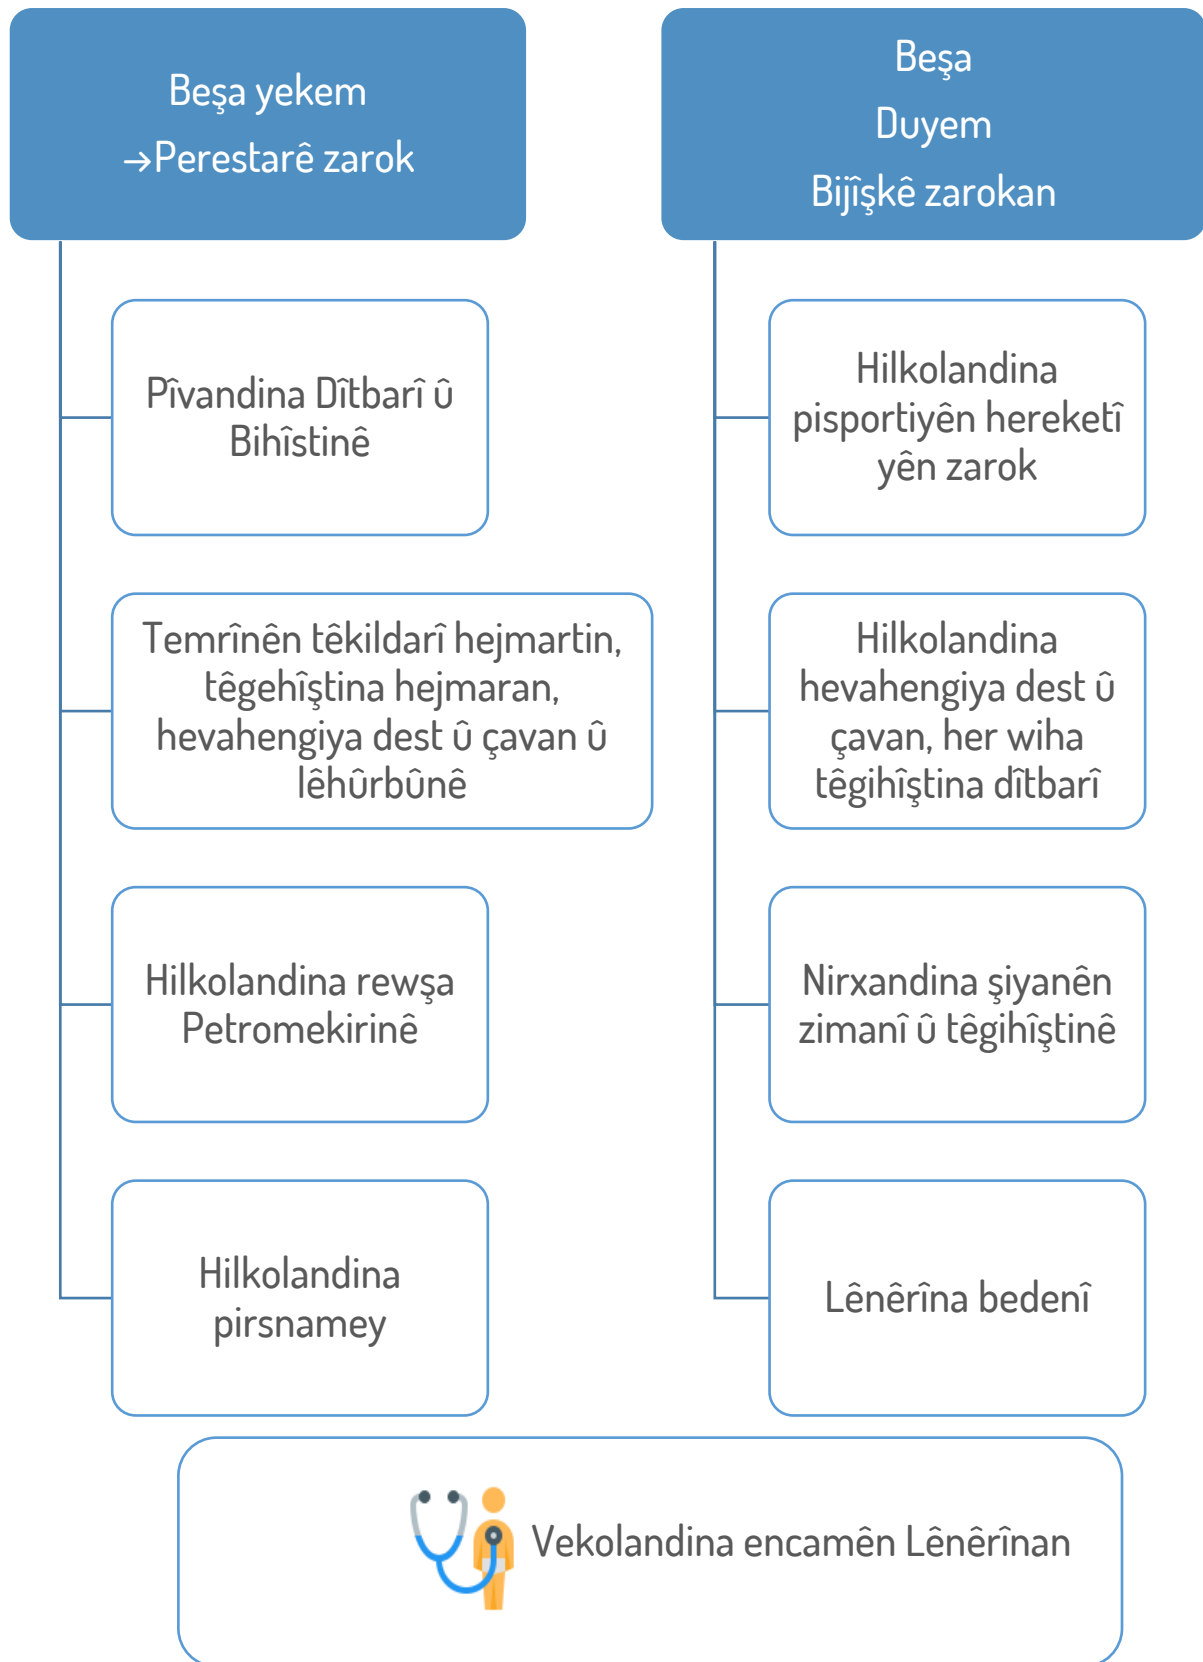 Beşa yekem
→Perestarê zarok
Pîvandina Dîtbarî û
Bihîstinê
Temrînên têkildarî hejmartin,
têgehîştina hejmaran,
hevahengiya dest û çavan û
lêhûrbûnê
Hilkolandina rewşa
Petromekirinê
Hilkolandina
pirsnamey
Beşa
Duyem
Bijîşkê zarokan
Hilkolandina
pisportiyên hereketî
yên zarok
Hilkolandina
hevahengiya dest û
çavan, her wiha
têgihîştina dîtbarî
Nirxandina şiyanên
zimanî û têgihîştinê
Lênêrîna bedenî
Vekolandina encamên Lênêrînan